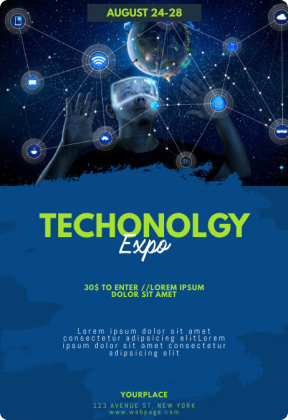 AUGUST 24-28
TECHONOLGY
Expo
30$ TO ENTER //LOREM IPSUM
DOLOR SIT AMET
Lorem ipsum dolor sit amet,
consectetur adipiscing elitLorem
ipsum dolor sit amet, consectetur
adipiscing elit
YOURPLACE
123 AVENUE ST, NEW YORK
www.wabpage.com